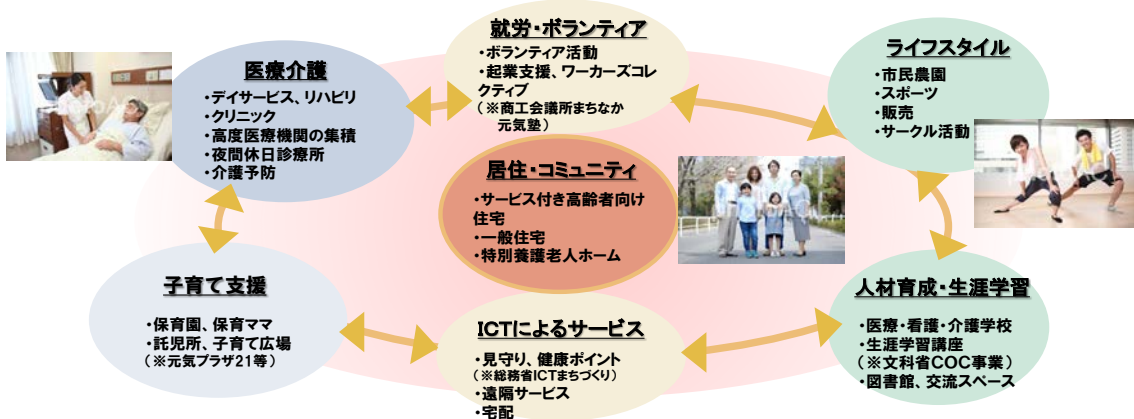 就労・ボランティア
・ボランティア活動
・起業支援、ワーカーズコレ
クティブ
（※商工会議所まちなか
元気塾）
医療介護
・デイサービス、リハビリ
・クリニック
・高度医療機関の集積
・夜間休日診療所
・介護予防
ライフスタイル
・市民農園
・スポーツ
・販売
・サークル活動
居住・コミュニティ
・サービス付き高齢者向け
住宅
・一般住宅
・特別養護老人ホーム
子育て支援
・保育園、保育ママ
・託児所、子育て広場
（※元気プラザ21等）
ICTによるサービス
・見守り、健康ポイント
（※総務省ICTまちづくり）
・遠隔サービス
・宅配
人材育成・生涯学習
・医療・看護・介護学校
・生涯学習講座
（※文科省COC事業）
・図書館、交流スペース